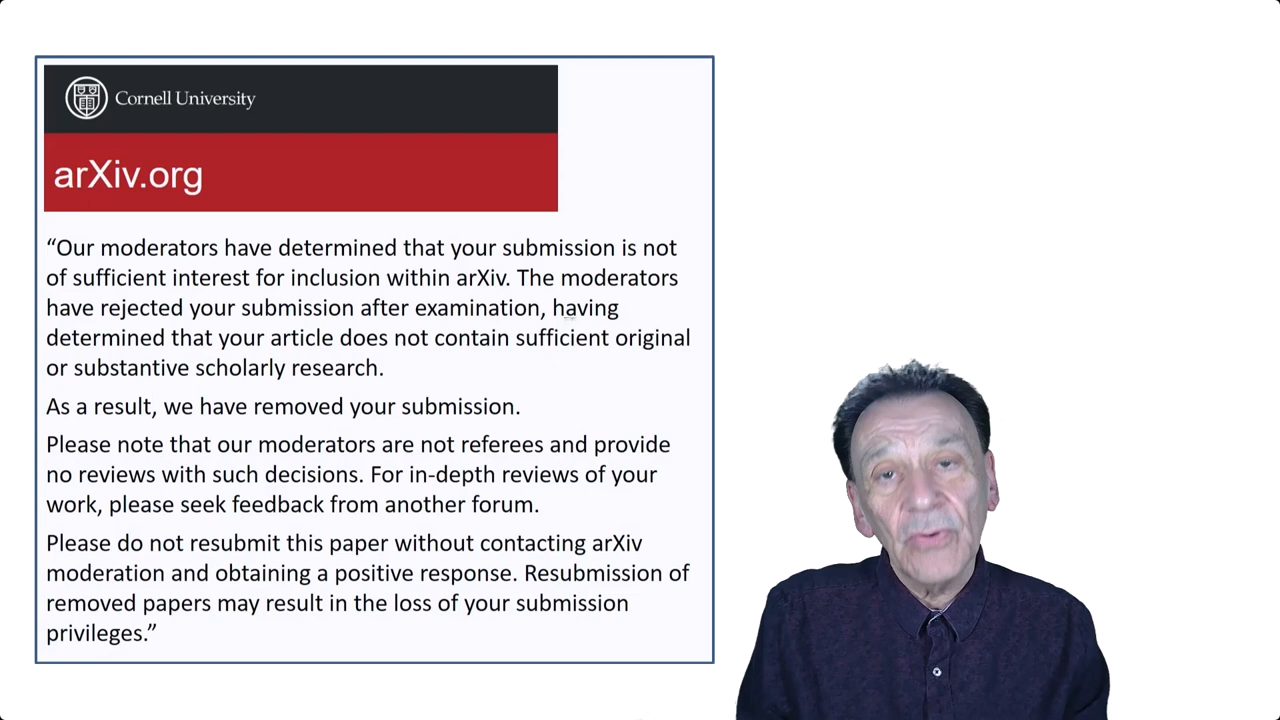 Cornell University
arXiv.org
“Our moderators have determined that your submission is not
of sufficient interest for inclusion within arXiv. The moderators
have rejected your submission after examination, having
determined that your article does not contain sufficient original
or substantive scholarly research.
As a result, we have removed your submission.
Please note that our moderators are not referees and provide
no reviews with such decisions. For in-depth reviews of your
work, please seek feedback from another forum.
Please do not resubmit this paper without contacting arXiv
moderation and obtaining a positive response. Resubmission of
removed papers may result in the loss of your submission
privileges.”